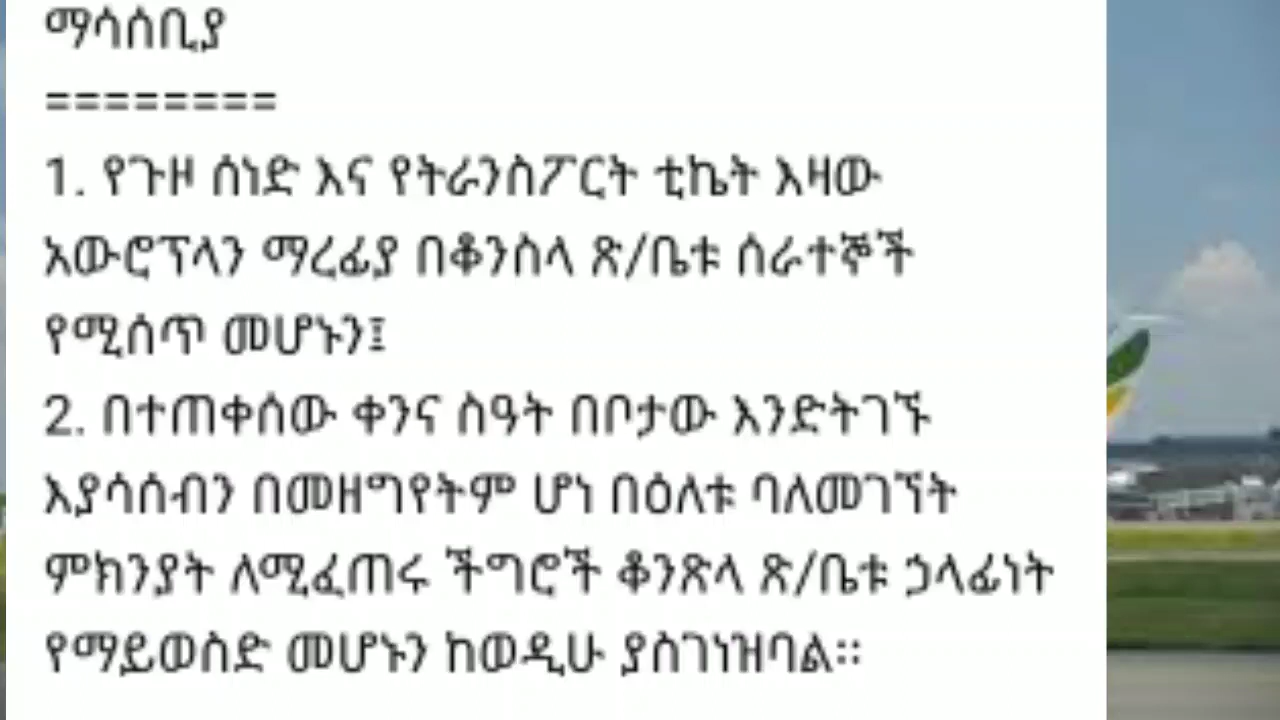 ማሳሰቢያ
========
1. የጉዞ ሰነድ እና የትራንስፖርት ቲኬት እዛው
አውሮፕላን ማረፊያ በቆንስላ ጽ/ቤቱ ሰራተኞች
የሚሰጥ መሆኑን፤
2. በተጠቀሰው ቀንና ስዓት በቦታው እንድትገኙ
እያሳሰብን በመዘግየትም ሆነ በዕለቱ ባለመገኘት
ምክንያት ለሚፈጠሩ ችግሮች ቆንጽላ ጽ/ቤቱ ኃላፊነት
የማይወስድ መሆኑን ከወዲሁ ያስገነዝባል።